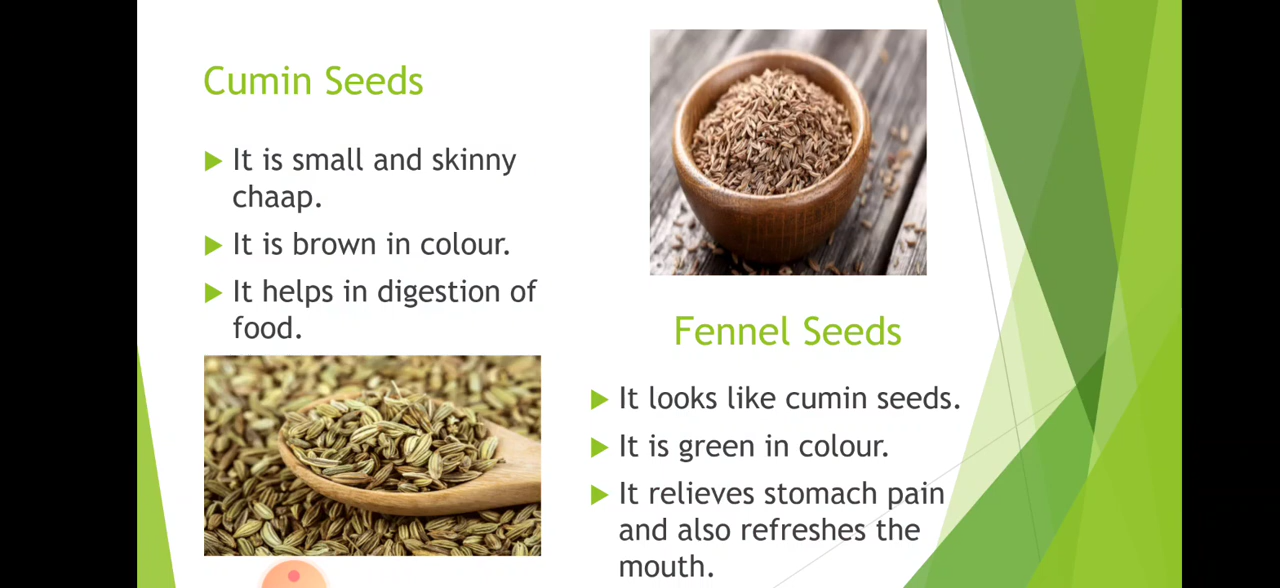 Cumin Seeds
It is small and skinny
chaap.
It is brown in colour.
It helps in digestion of
food.
Fennel Seeds
It looks like cumin seeds.
It is green in colour.
It relieves stomach pain
and also refreshes the
mouth.